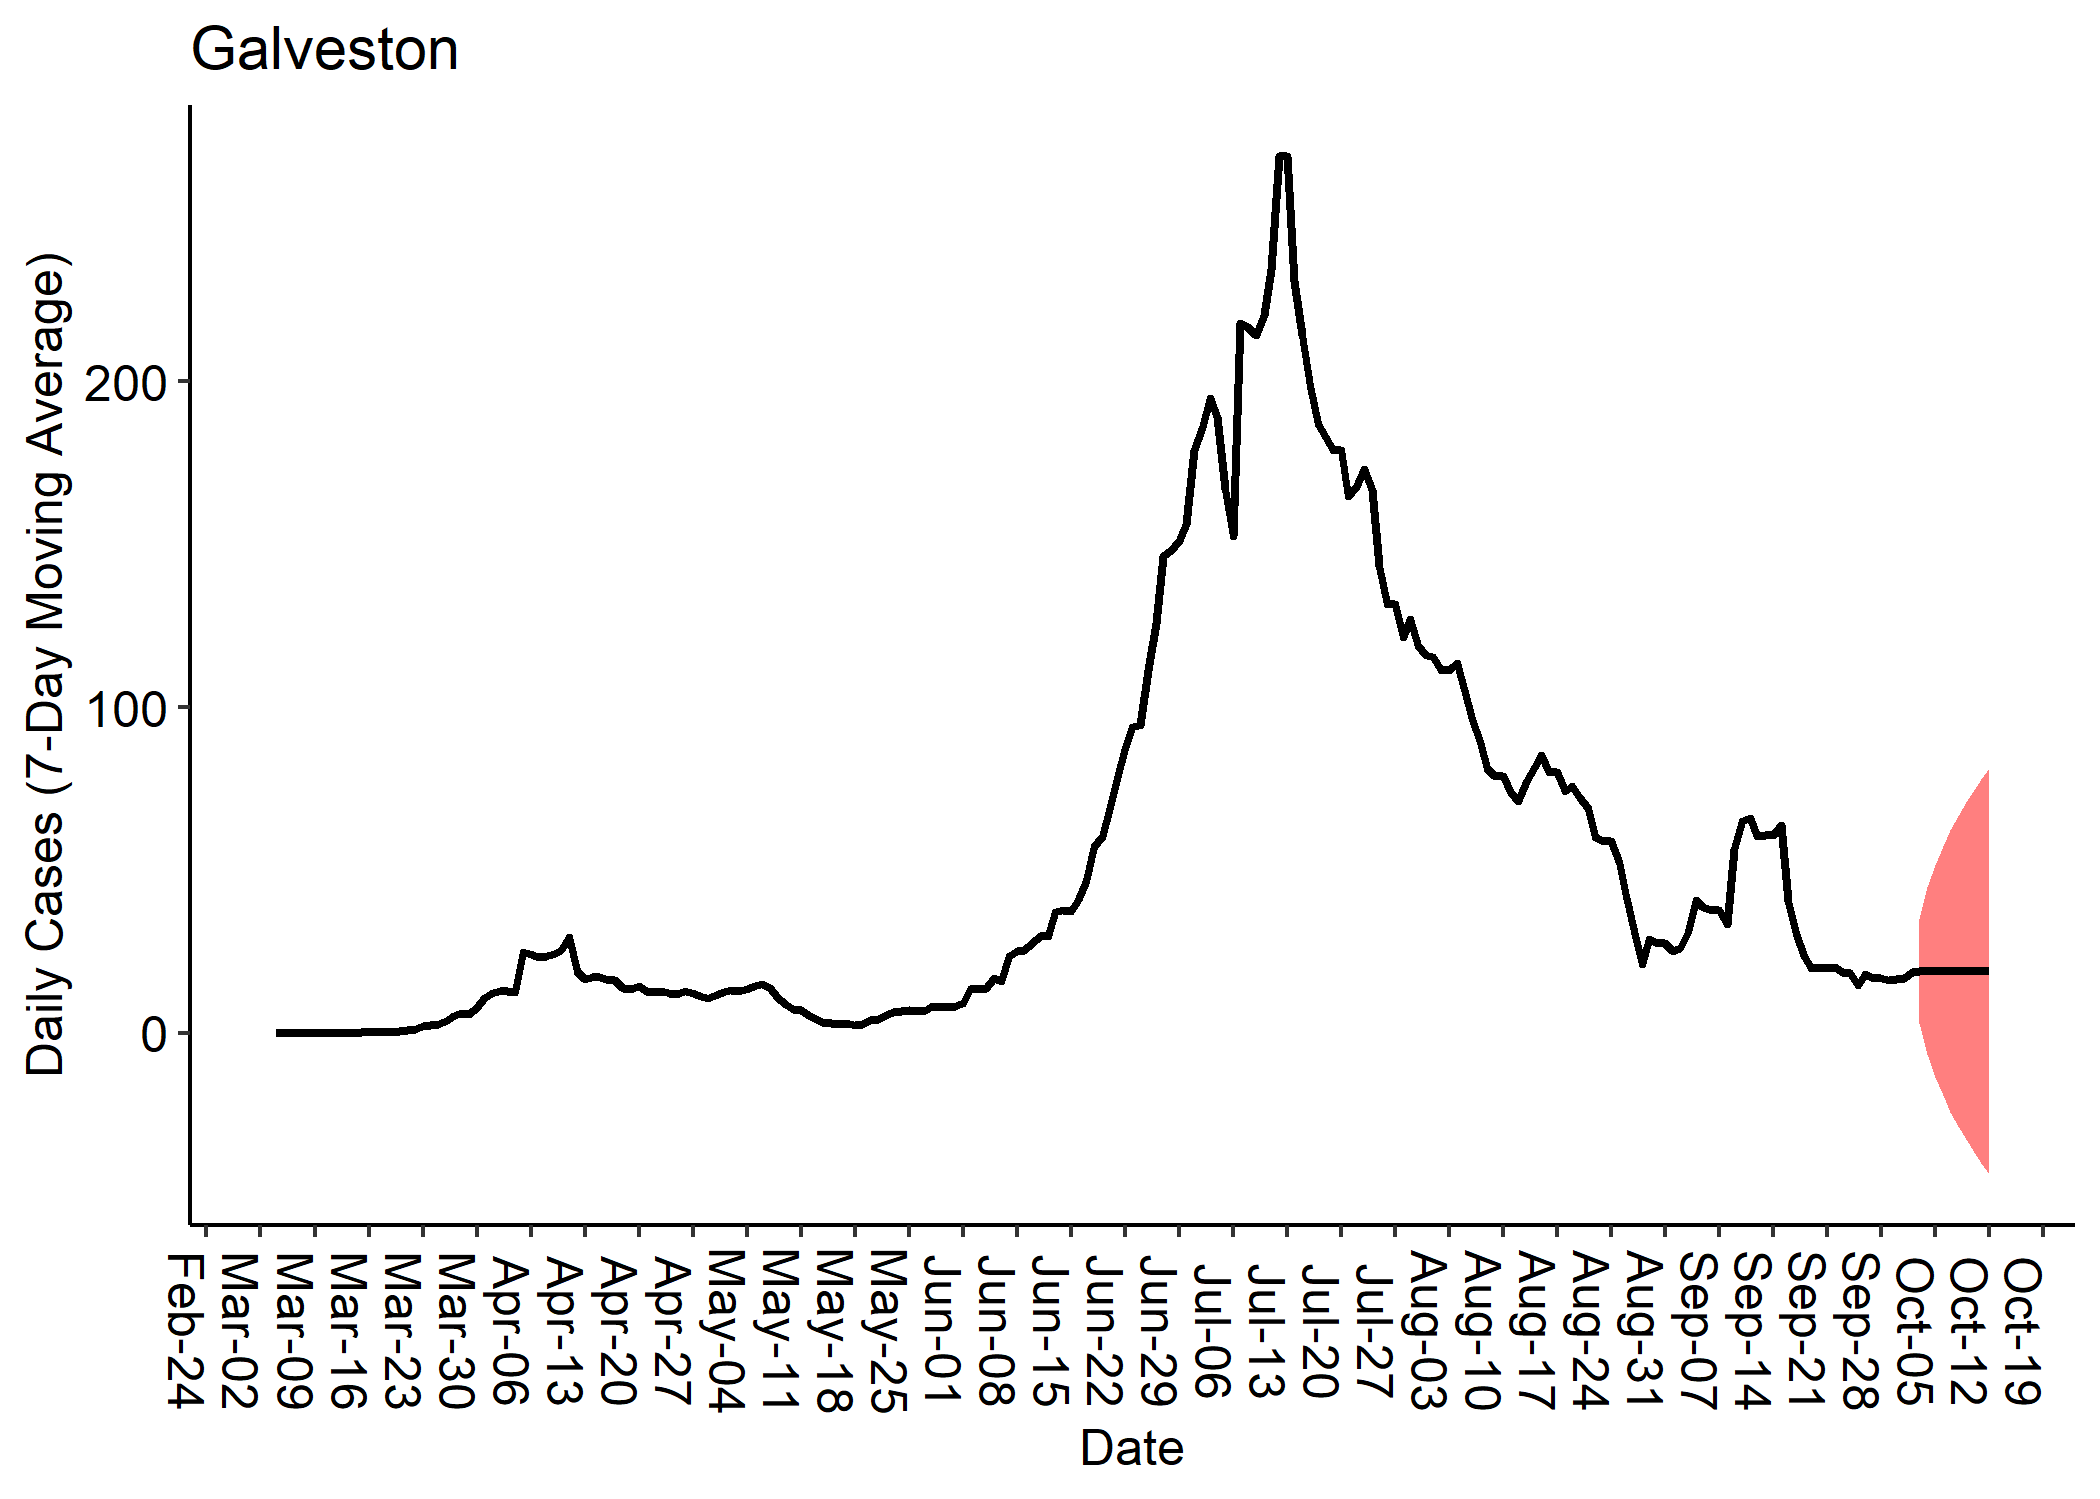 Galveston
Daily Cases (7-Day Moving Average)
200
100
0
Feb-24
Mar-02
Mar-09
Mar-16
Mar-23
Mar-30
Apr-06
Apr-13
Apr-20
Apr-27
May-04
May-11
May-18
May-25
Jun-01
Jun-08
Jun-15
Jun-22
Jun-29
Jul-06
Jul-13
Jul-20
Jul-27
Aug-03
Aug-10
Aug-17
Aug-24
Aug-31
Sep-07
Sep-14
Sep-21
Sep-28
Oct-05
Oct-12
Oct-19
Date